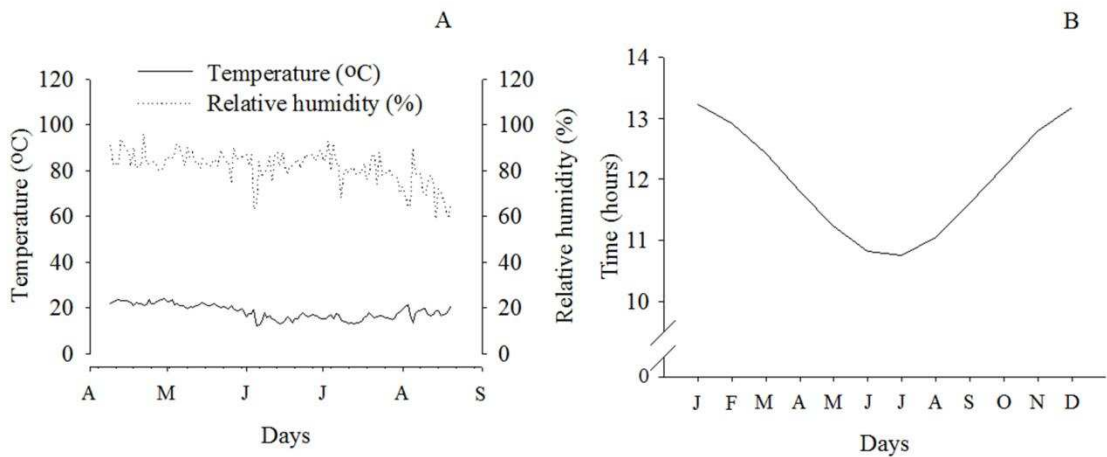 A
Temperature (ºC)
Relative humidity (%)
120
100
80
60
40
20
0
Temperature (ºC)
120
100
80
60
40
20
0
Relative humidity (%)
A M J J A S
Days
B
14
13
12
11
10
0
Time (hours)
J F M A M J J A S O N D
Days